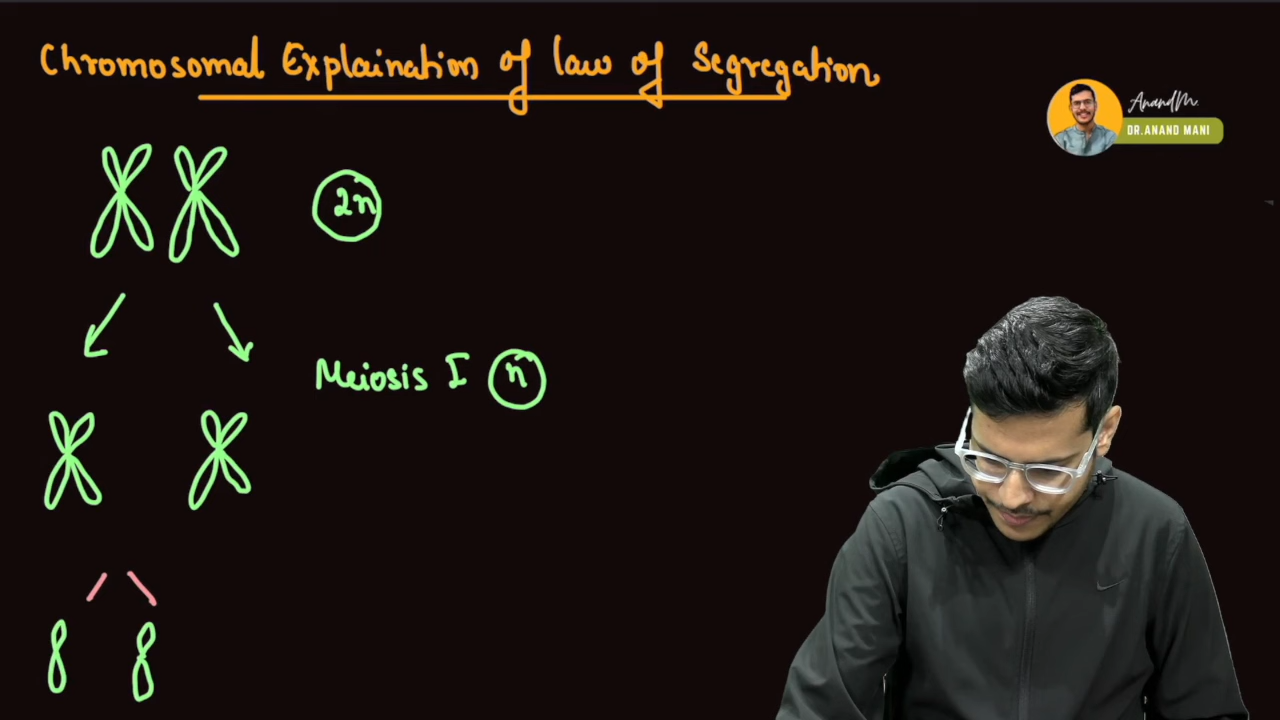 Chromosomal Explaination of law of Segregation
AnandM.
DR.ANAND MANI
2n
Meiosis I n